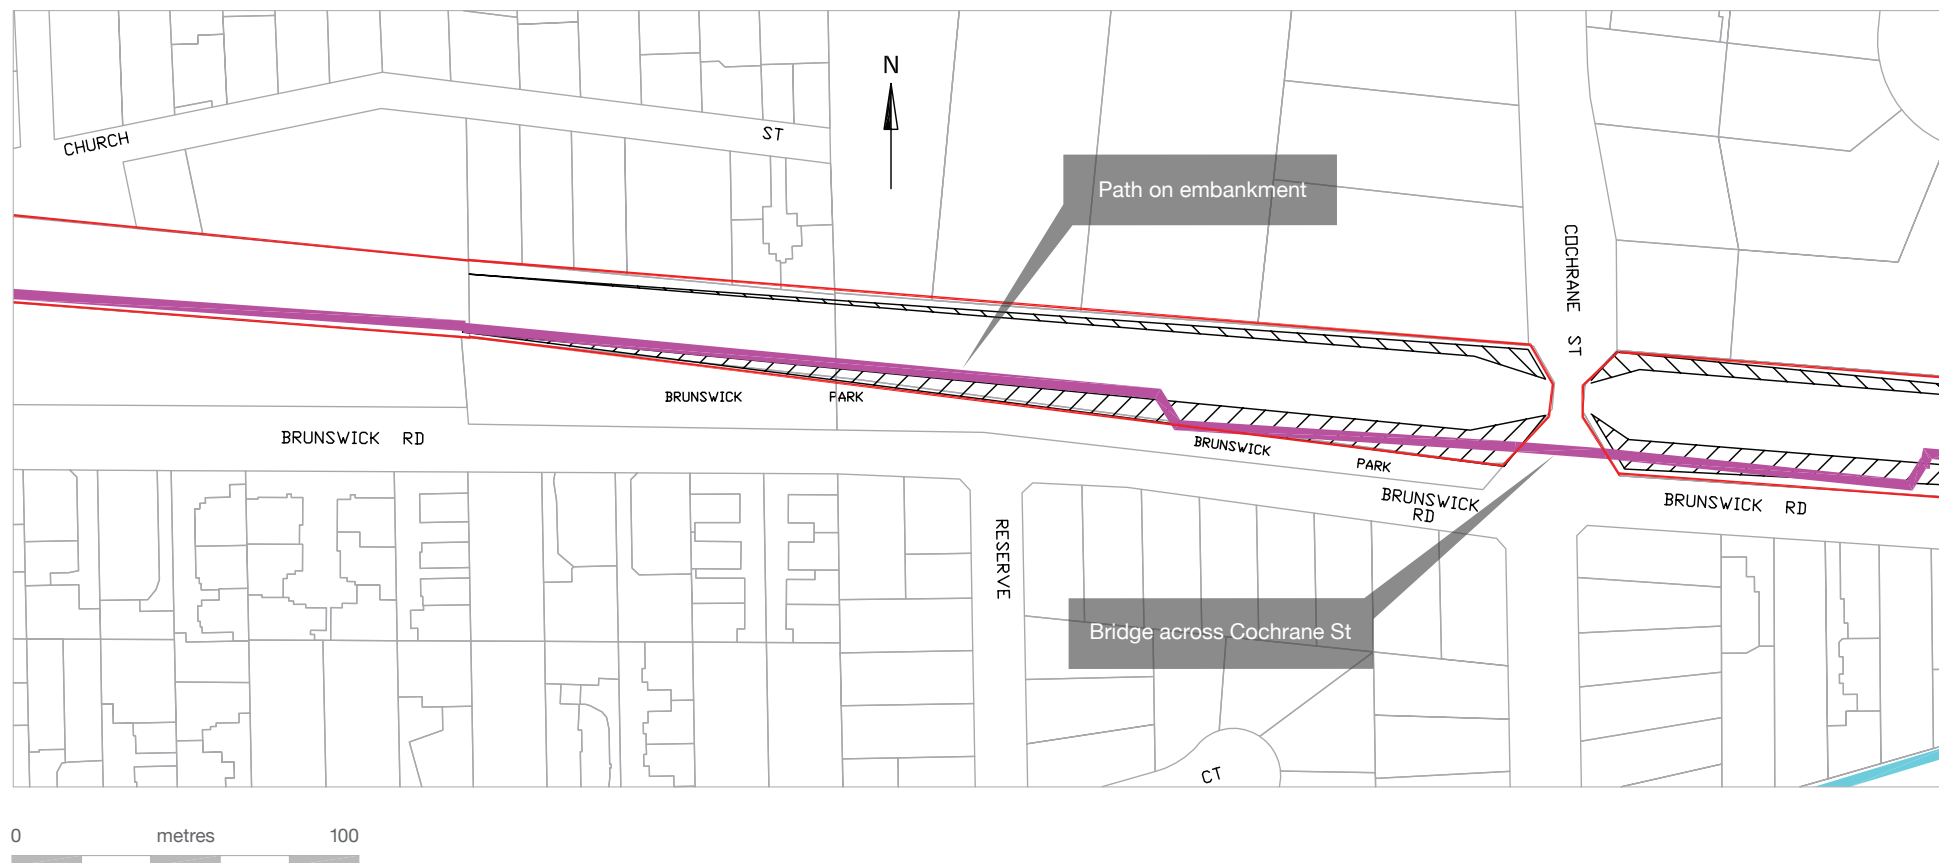 N
CHURCH
ST
Path on embankment
COCHRANE ST
BRUNSWICK PARK
BRUNSWICK RD
BRUNSWICK PARK
BRUNSWICK
RD
BRUNSWICK RD
RESERVE
Bridge across Cochrane St
CT
0 metres 100